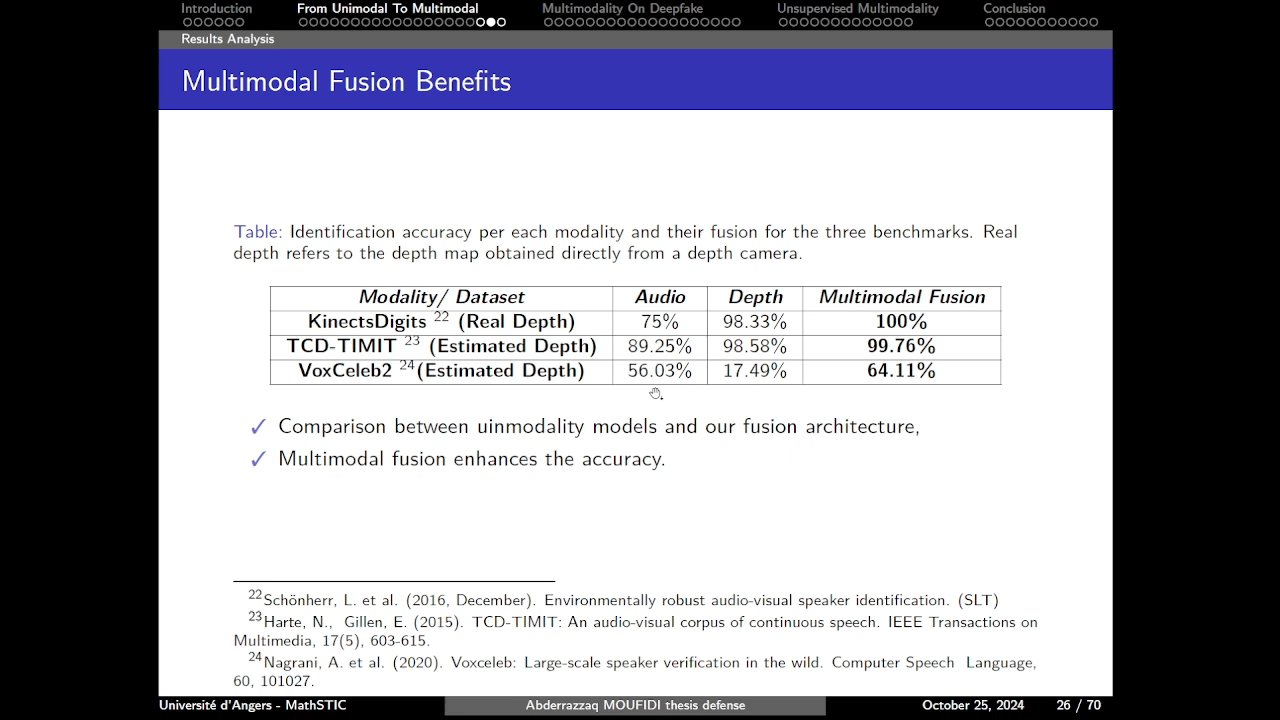 Introduction From Unimodal To Multimodal Multimodality On Deepfake Unsupervised Multimodality Conclusion
Results Analysis
Multimodal Fusion Benefits
Table: Identification accuracy per each modality and their fusion for the three benchmarks. Real
depth refers to the depth map obtained directly from a depth camera.
Modality/ Dataset Audio Depth Multimodal Fusion
KinectsDigits 22 (Real Depth) 75% 98.33% 100%
TCD-TIMIT 23 (Estimated Depth) 89.25% 98.58% 99.76%
VoxCeleb2 24(Estimated Depth) 56.03% 17.49% 64.11%
✓ Comparison between uinmodality models and our fusion architecture,
✓ Multimodal fusion enhances the accuracy.
22Schönherr, L. et al. (2016, December). Environmentally robust audio-visual speaker identification. (SLT)
23Harte, N., Gillen, E. (2015). TCD-TIMIT: An audio-visual corpus of continuous speech. IEEE Transactions on
Multimedia, 17(5), 603-615.
24Nagrani, A. et al. (2020). Voxceleb: Large-scale speaker verification in the wild. Computer Speech Language,
60, 101027.
Université d'Angers - MathSTIC Abderrazzaq MOUFIDI thesis defense October 25, 2024 26 / 70